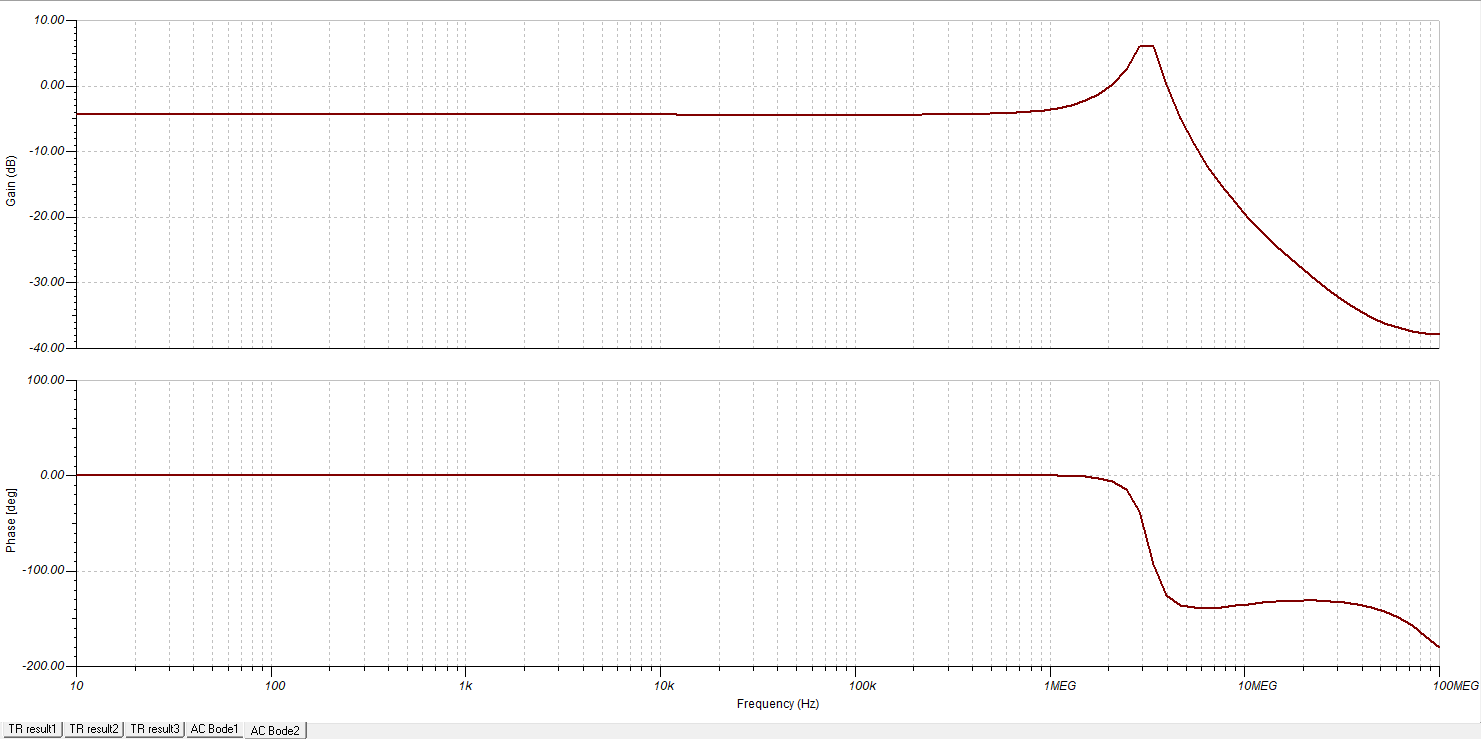 10.00
0.00
-10.00
-20.00
-30.00
-40.00
Gain (dB)
100.00
0.00
-100.00
-200.00
Phase [deg]
10 100 1k 10k 100k 1MEG 10MEG 100MEG
Frequency (Hz)
TR result1 TR result2 TR result3 AC Bode1 AC Bode2